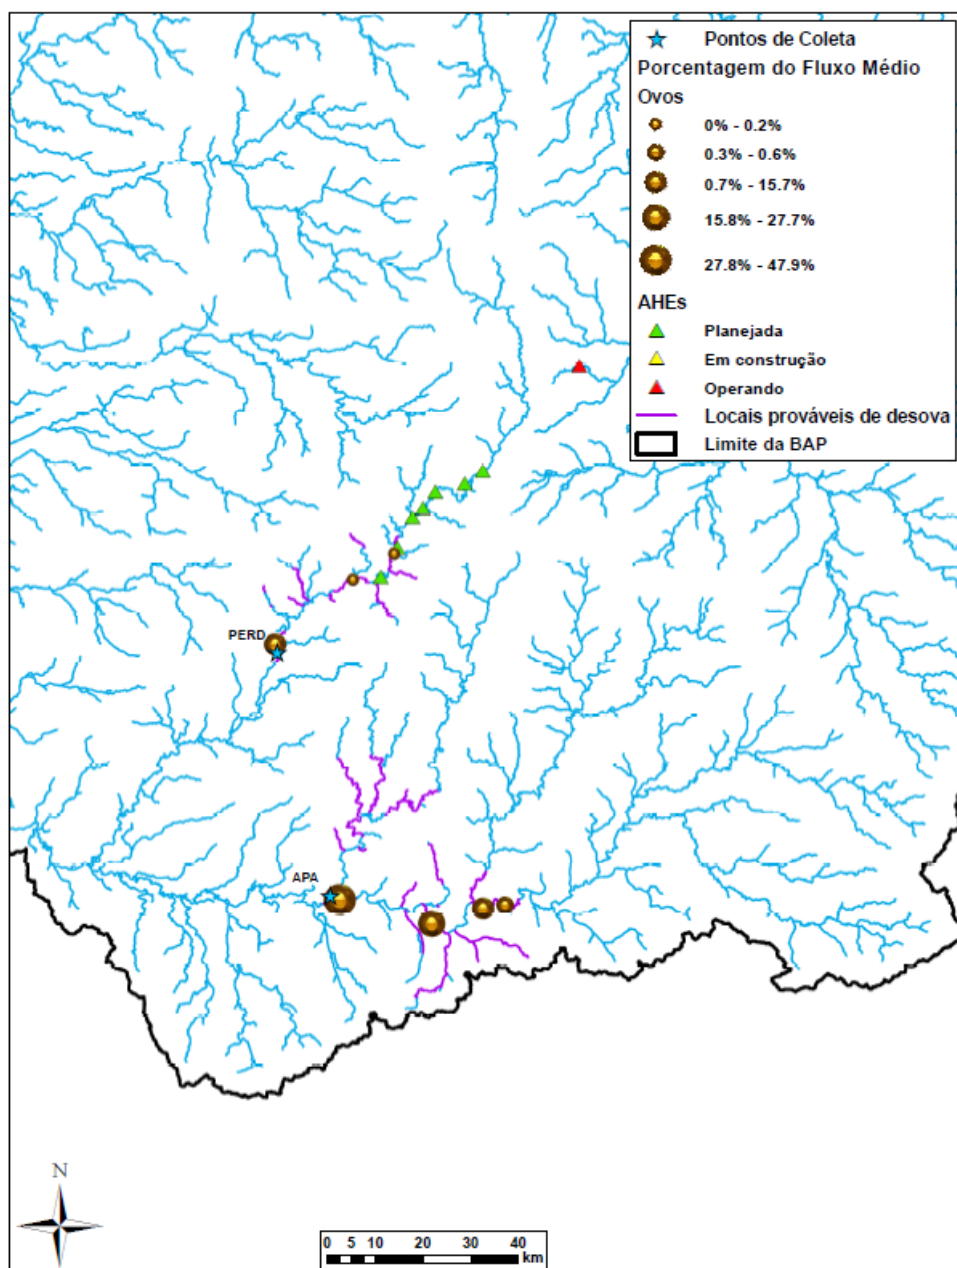 Pontos de Coleta
Porcentagem do Fluxo Médio
Ovos
0% - 0.2%
0.3% - 0.6%
0.7% - 15.7%
15.8% - 27.7%
27.8% - 47.9%
AHEs
Planejada
Em construção
Operando
Locais prováveis de desova
Limite da BAP
PERD
APA
N
0 5 10 20 30 40
km